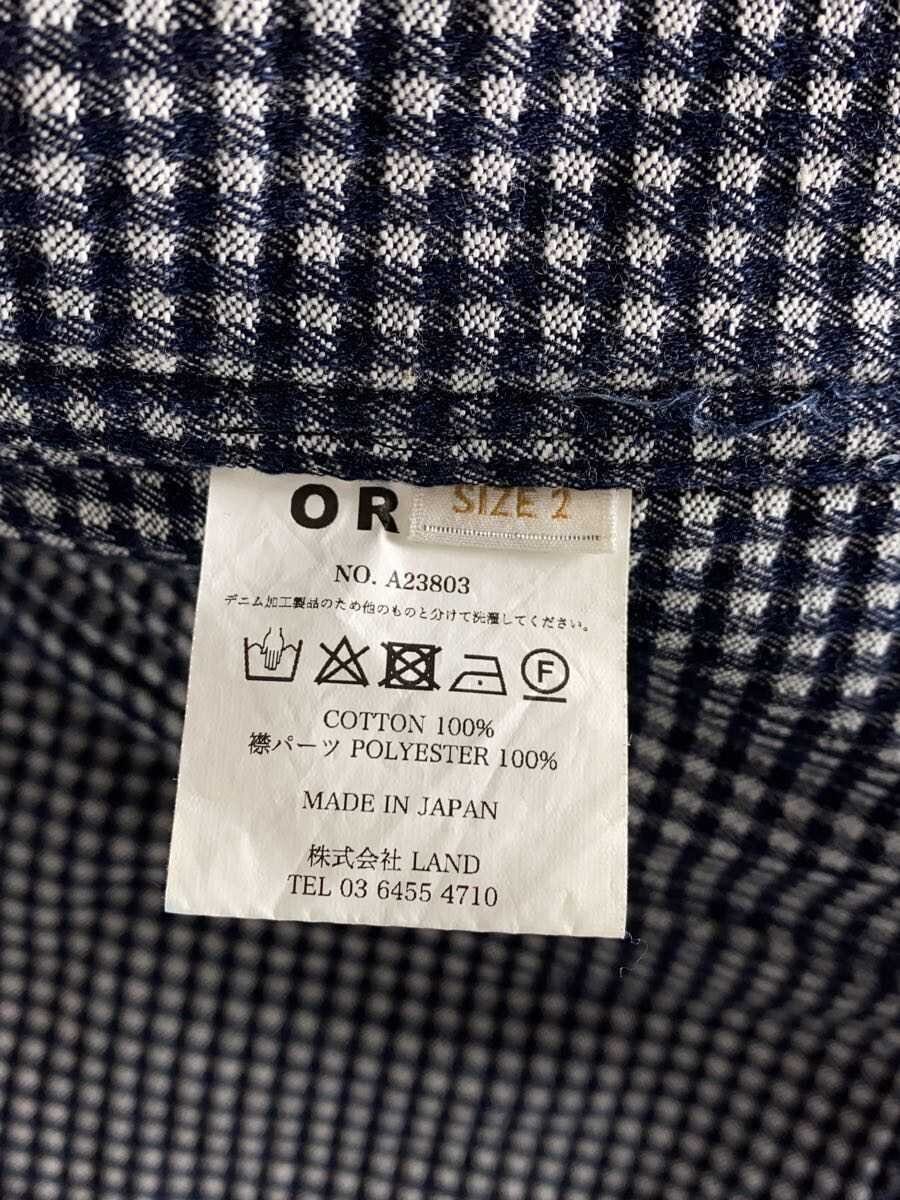 OR
SIZE 2
NO. A23803
デニム加工製品のため他のものと分けて洗濯してください。
F
COTTON 100%
襟パーツ POLYESTER 100%
MADE IN JAPAN
株式会社 LAND
TEL 03 6455 4710